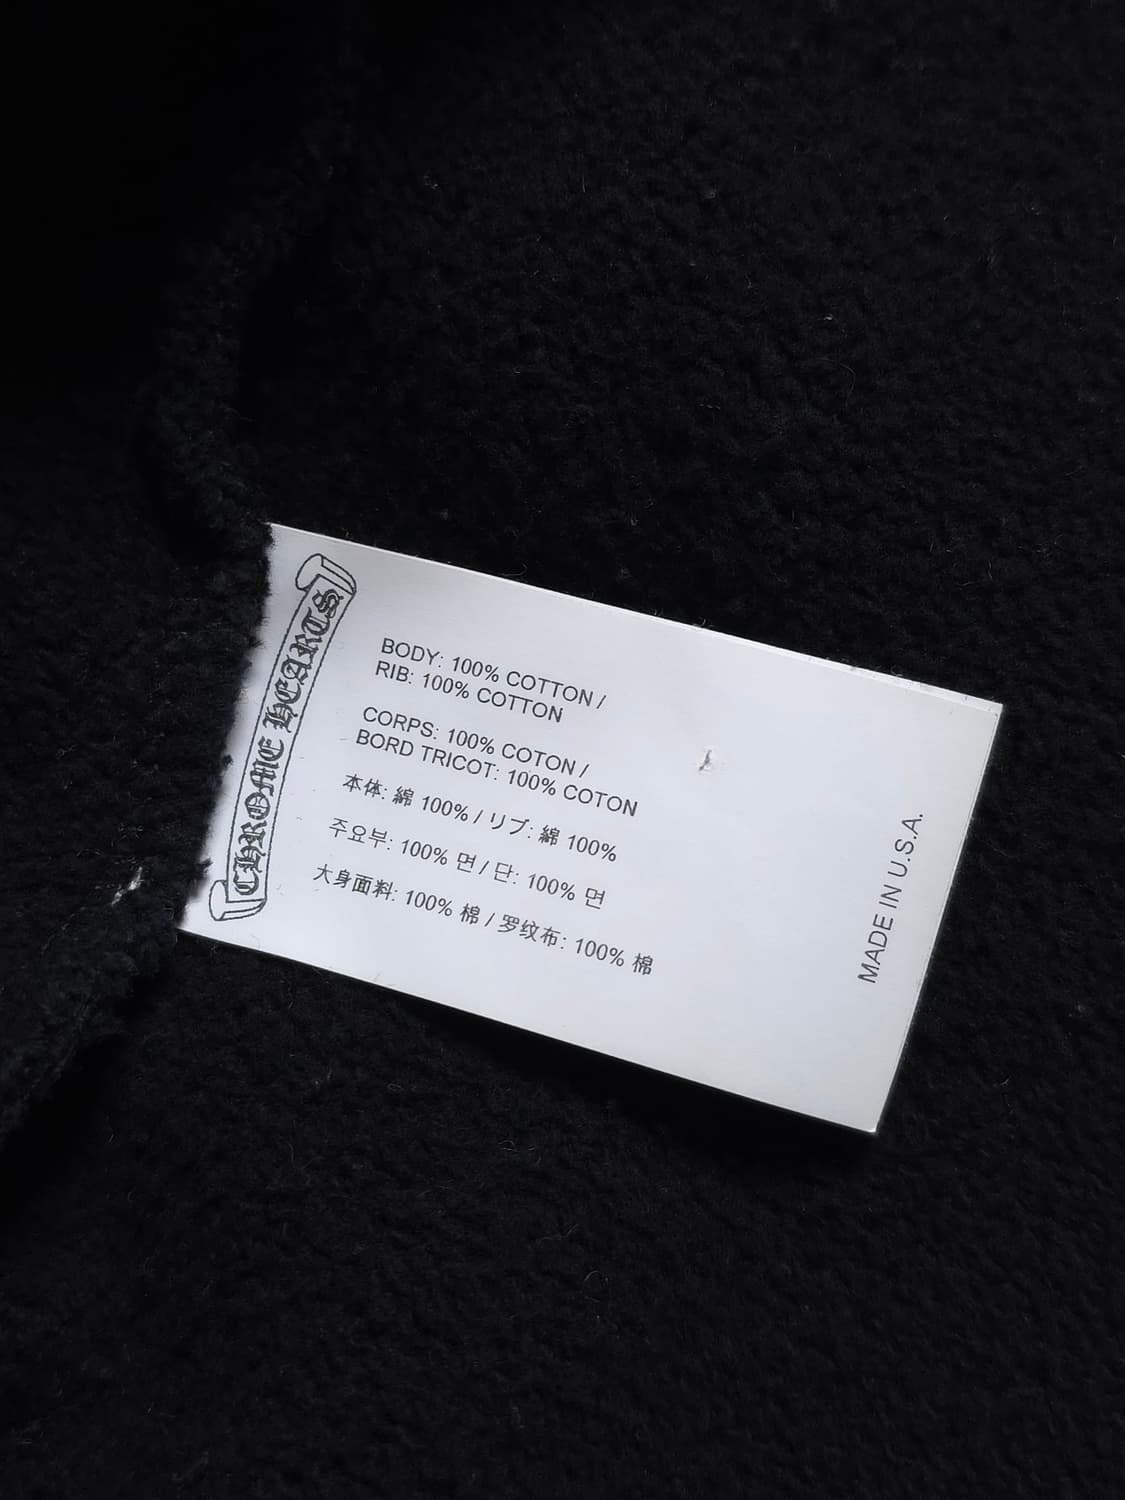 CHROME HEARTS
BODY: 100% COTTON /
RIB: 100% COTTON
CORPS: 100% COTON /
BORD TRICOT: 100% COTON
本体: 綿 100% / リブ: 綿 100%
주요부: 100% 면 / 단: 100% 면
大身面料: 100% 棉 / 罗纹布: 100% 棉
MADE IN U.S.A.